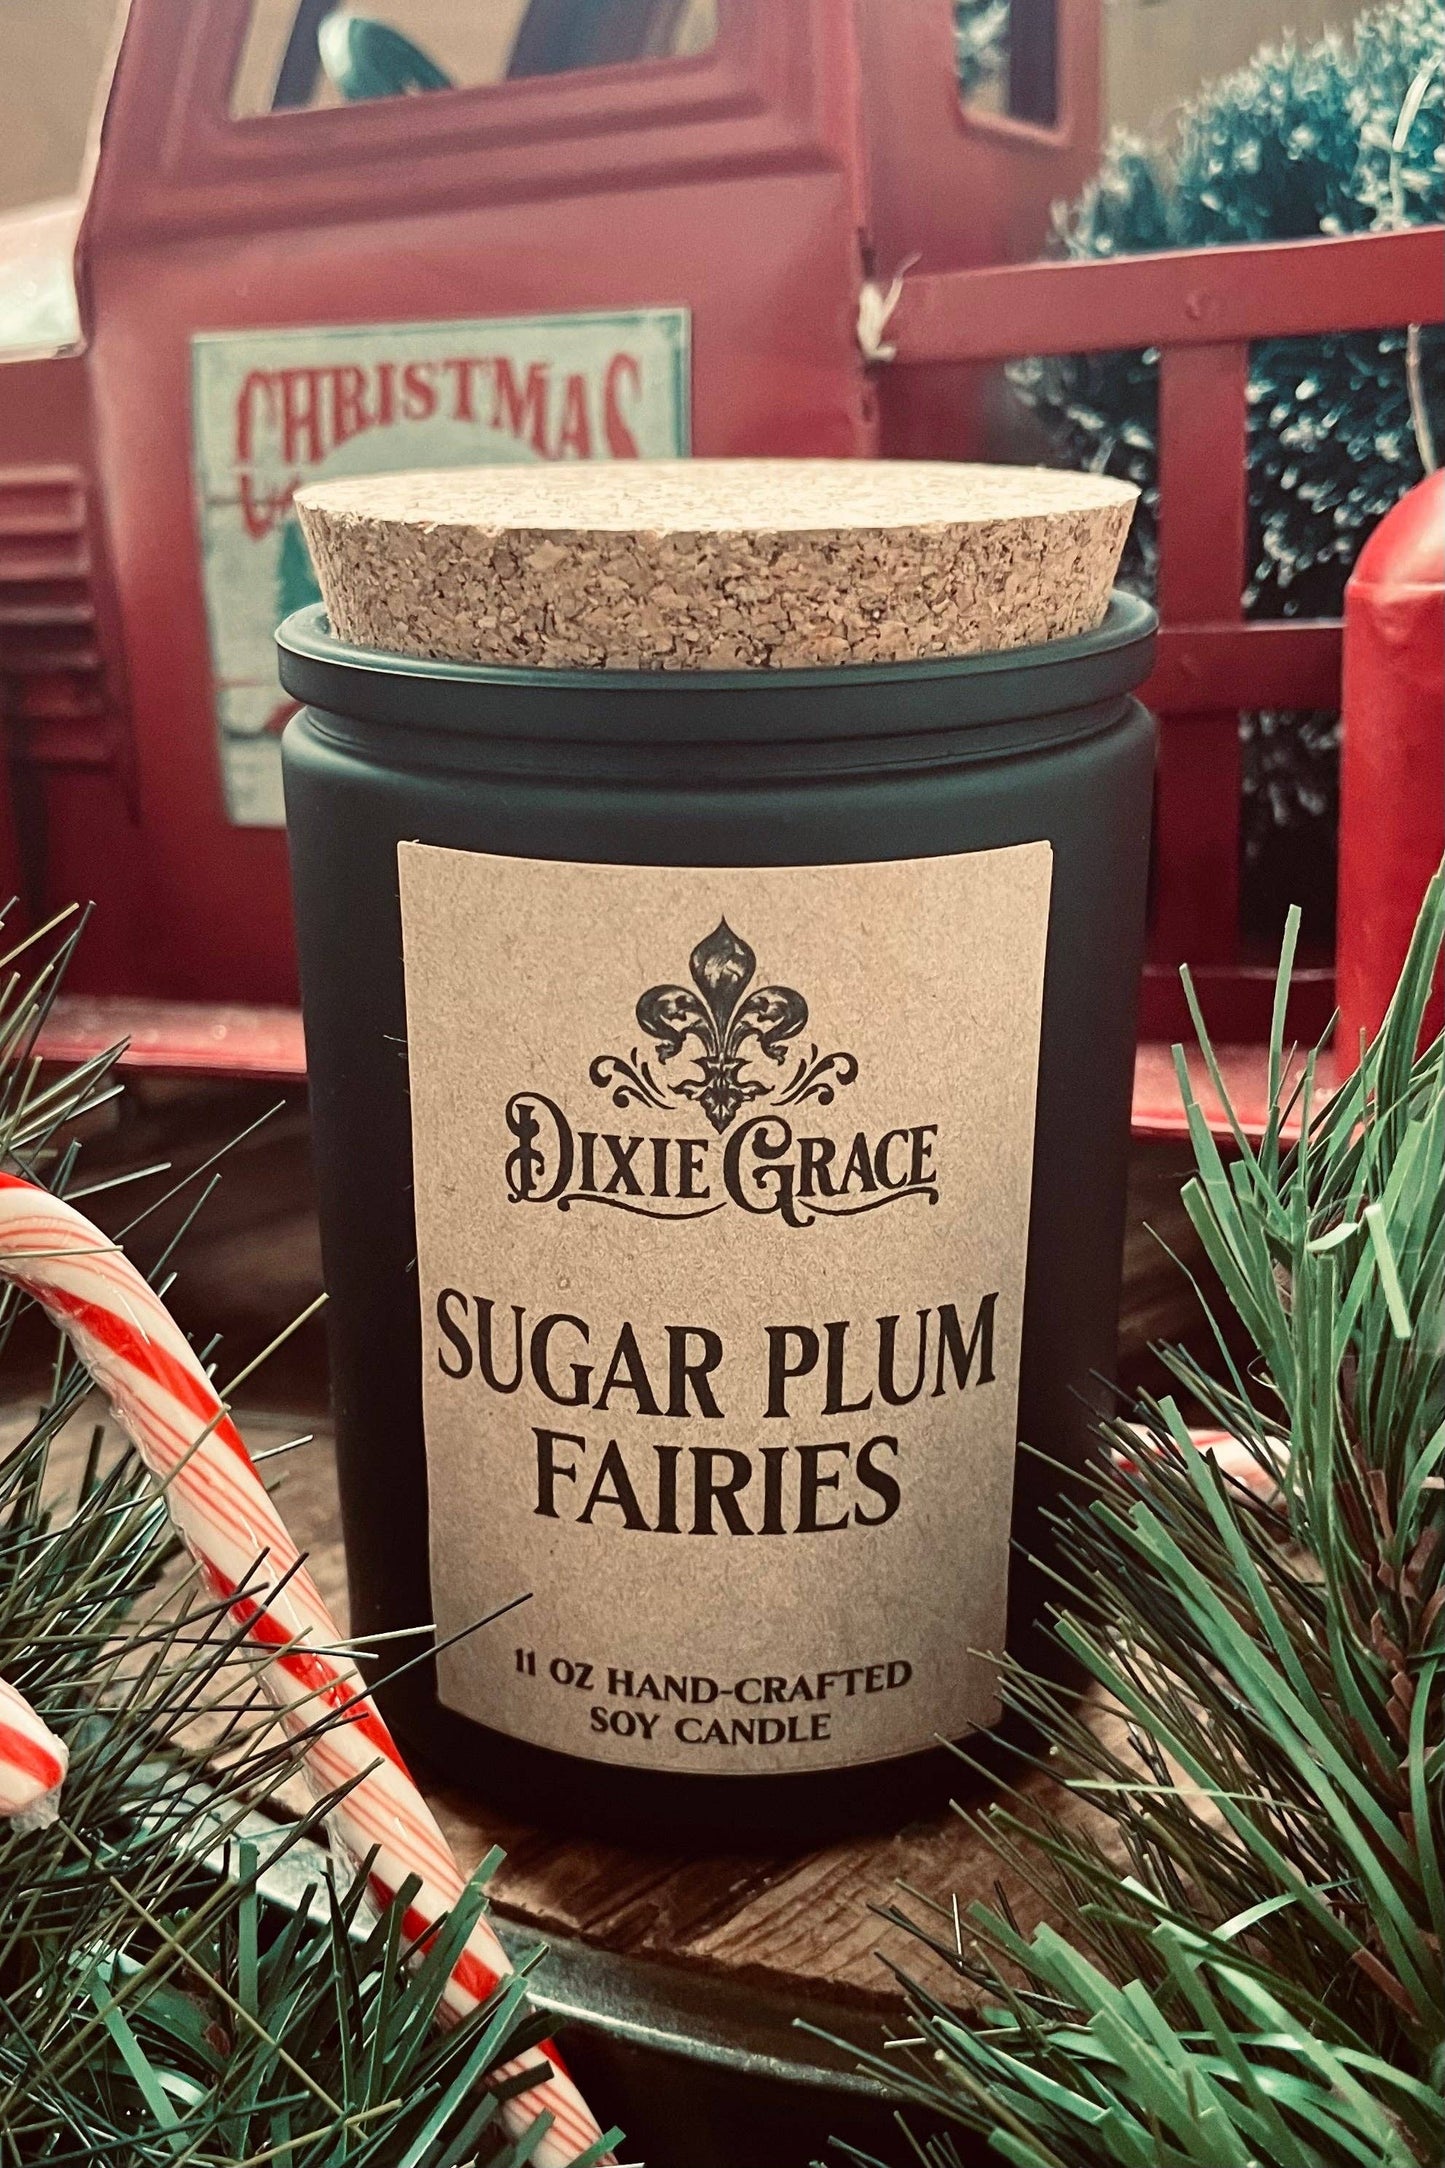 CHRISTMAS
DIXIE GRACE
SUGAR PLUM
FAIRIES
11 OZ HAND-CRAFTED
SOY CANDLE